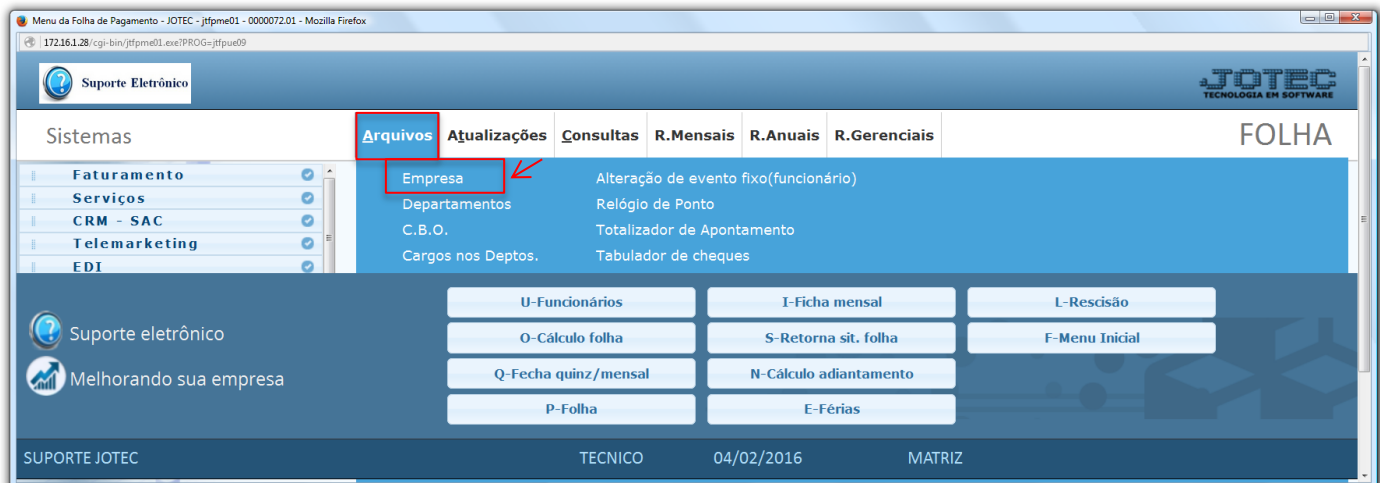 Menu da Folha de Pagamento - JOTEC - jtfpme01 - 0000072.01 - Mozilla Firefox
172.16.1.28/cgi-bin/jtfpme01.exe?PROG=jtfpue09
Suporte Eletrônico
JOTEC
TECNOLOGIA EM SOFTWARE
Sistemas
Arquivos Atualizações Consultas R.Mensais R.Anuais R.Gerenciais
FOLHA
Faturamento
Serviços
CRM - SAC
Telemarketing
EDI
Empresa Alteração de evento fixo(funcionário)
Departamentos Relógio de Ponto
C.B.O. Totalizador de Apontamento
Cargos nos Deptos. Tabulador de cheques
Suporte eletrônico
Melhorando sua empresa
U-Funcionários I-Ficha mensal L-Rescisão
O-Cálculo folha S-Retorna sit. folha F-Menu Inicial
Q-Fecha quinz/mensal N-Cálculo adiantamento
P-Folha E-Férias
SUPORTE JOTEC TECNICO 04/02/2016 MATRIZ